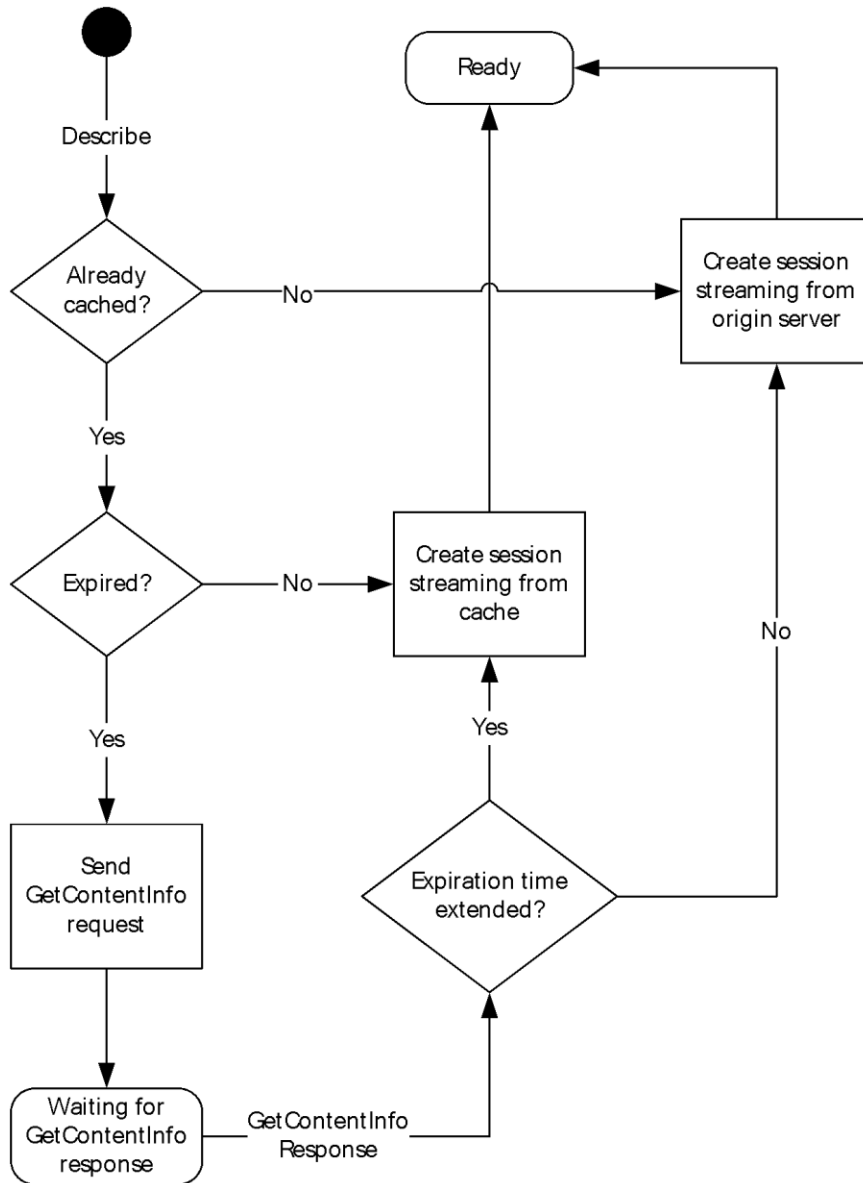 Ready
Describe
Already
cached?
No
Create session
streaming from
origin server
Yes
Expired?
No
Create session
streaming from
cache
No
Yes
Yes
Send
GetContentInfo
request
Expiration time
extended?
Waiting for
GetContentInfo
response
GetContentInfo
Response